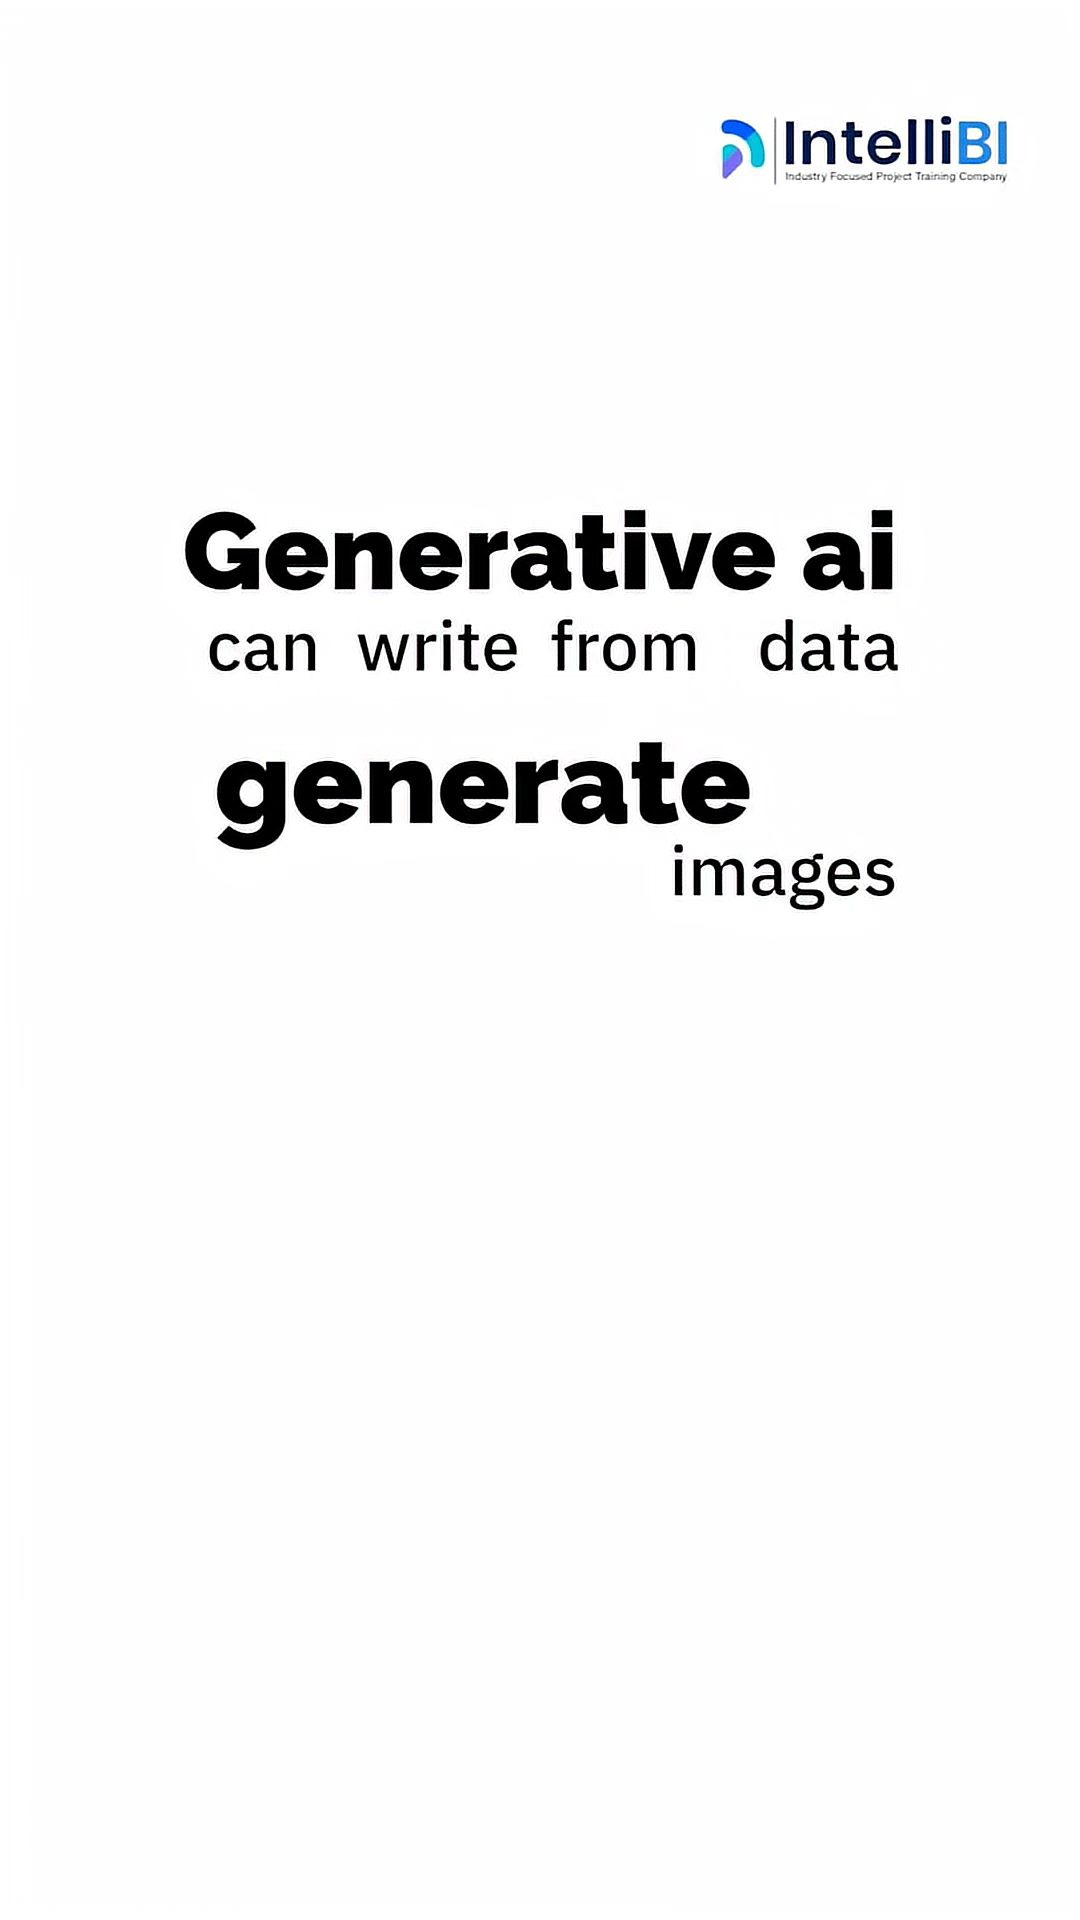 IntelliBI
Industry Focused Project Training Company
Generative ai
can write from data
generate
images